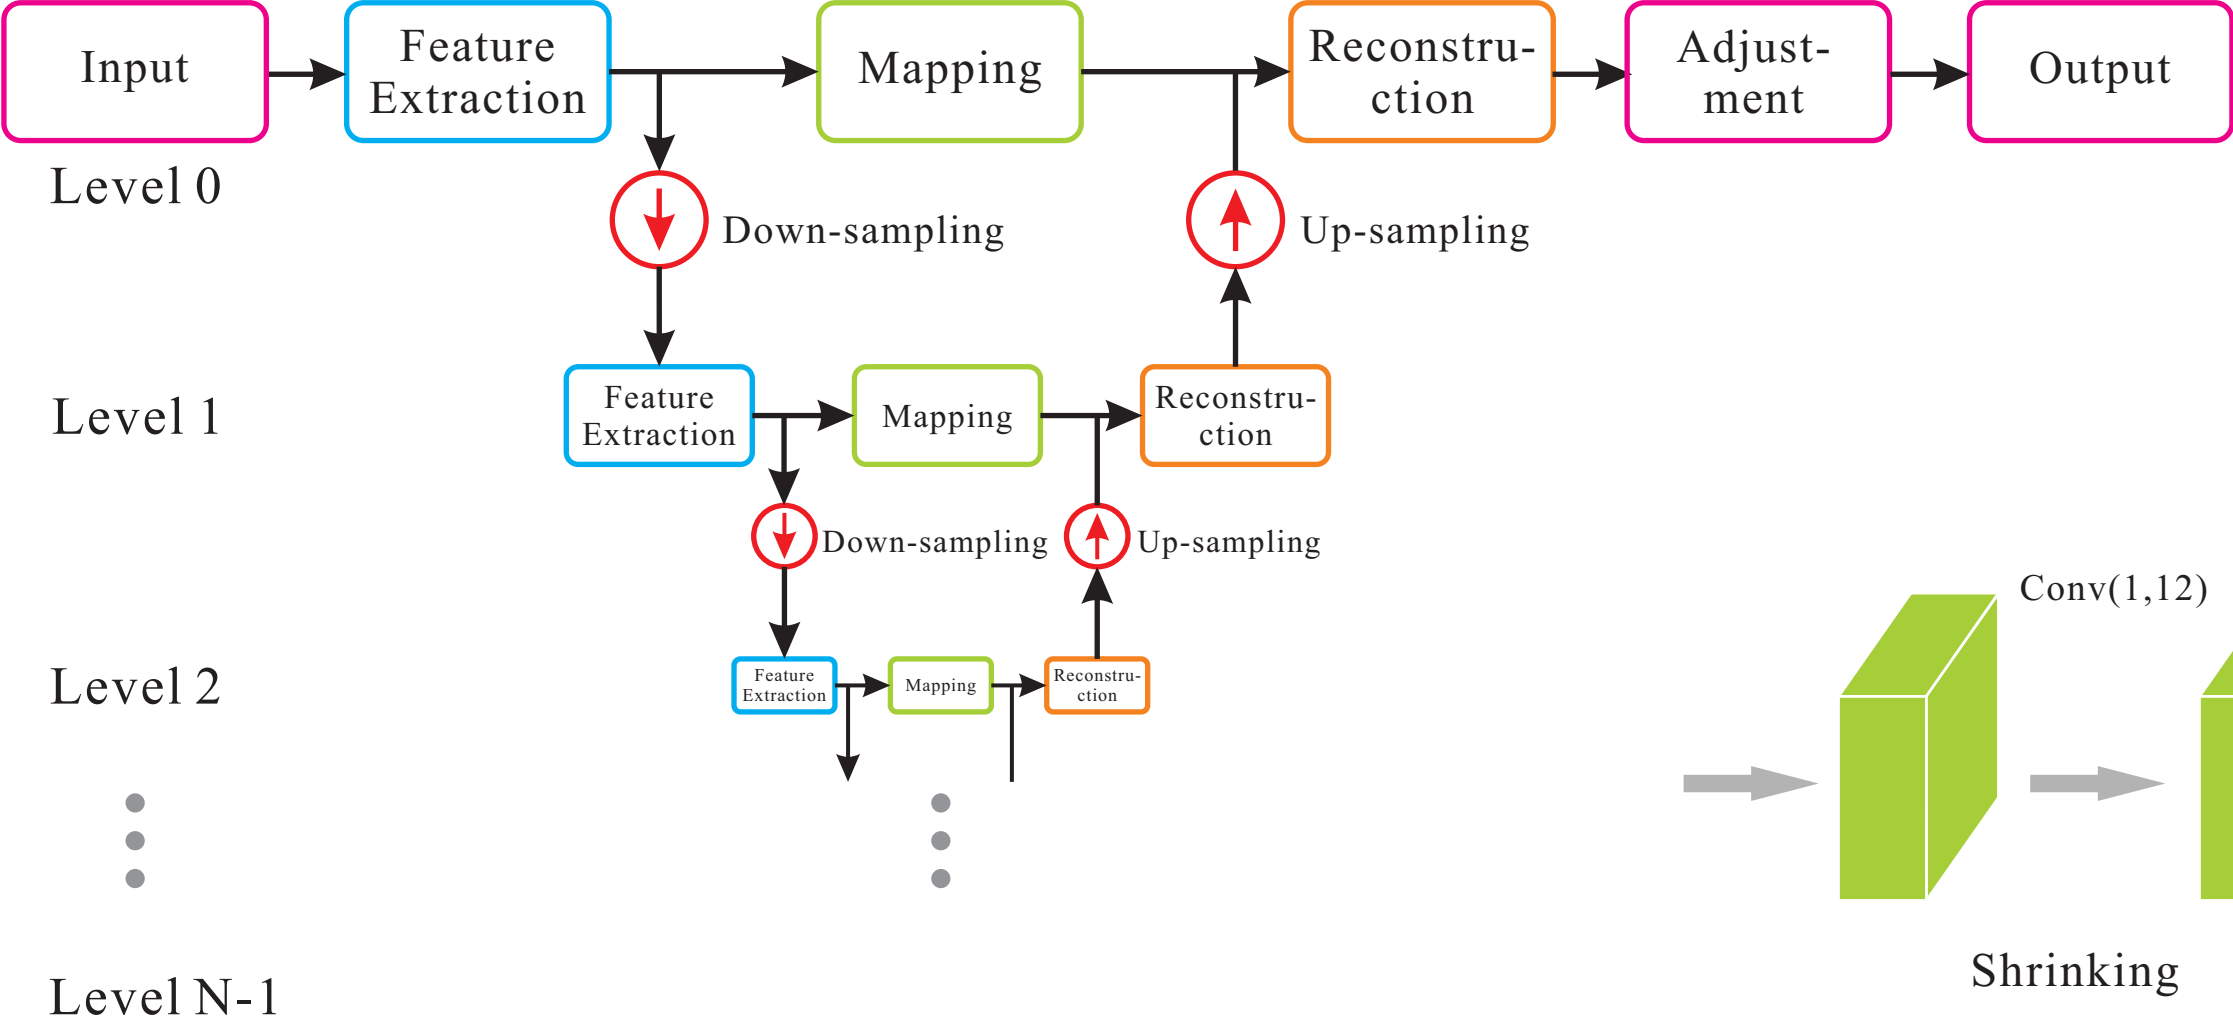 Input
Feature
Extraction
Mapping
Reconstru-
ction
Adjust-
ment
Output
Level 0
Down-sampling
Up-sampling
Level 1
Feature
Extraction
Mapping
Reconstru-
ction
Down-sampling
Up-sampling
Conv(1,12)
Level 2
Feature
Extraction
Mapping
Reconstru-
ction
Shrinking
Level N-1